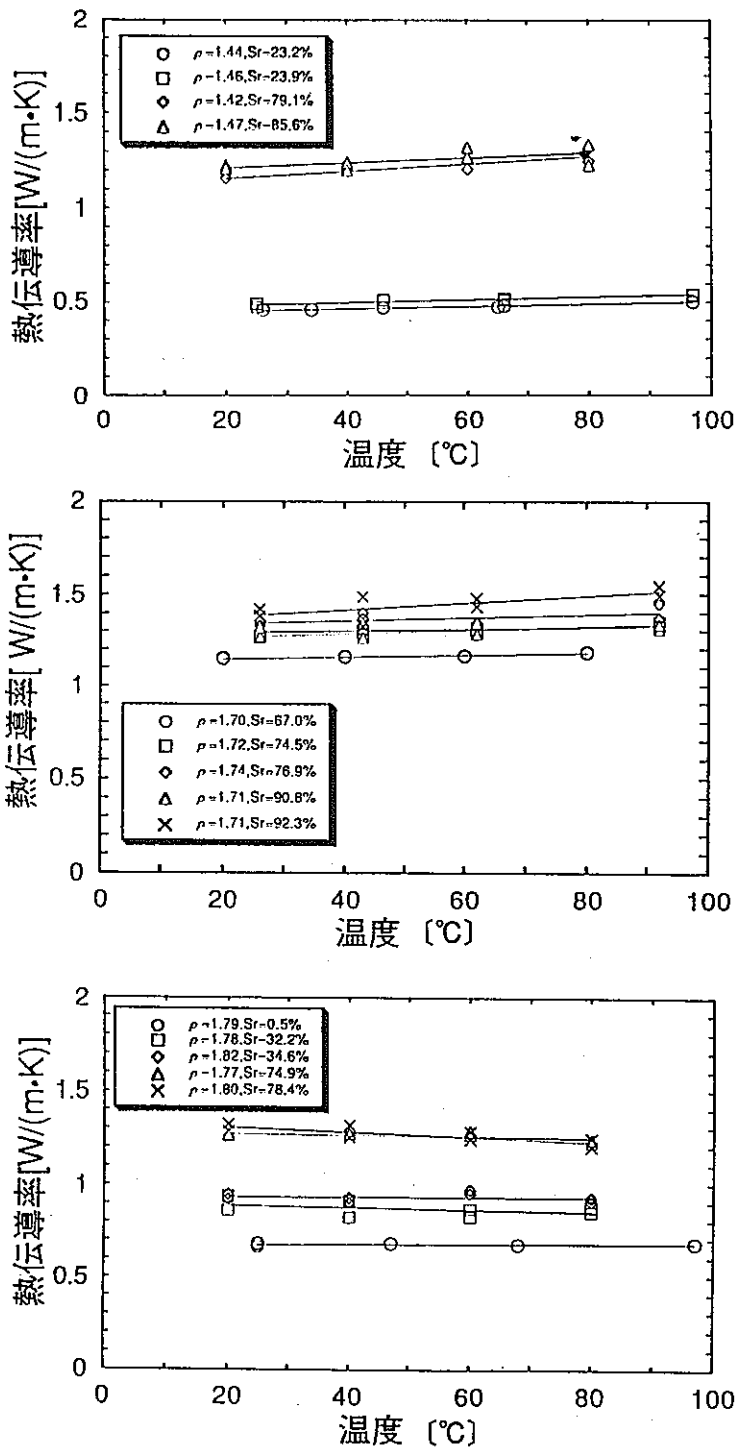 2
1.5
1
0.5
0
熱伝導率[W/(m•K)]
ρ=1.44,Sr=23.2%
ρ=1.46,Sr=23.9%
ρ=1.42,Sr=79.1%
ρ=1.47,Sr=85.6%
0 20 40 60 80 100
温度〔℃〕
2
1.5
1
0.5
0
熱伝導率[W/(m•K)]
ρ=1.70,Sr=67.0%
ρ=1.72,Sr=74.5%
ρ=1.74,Sr=76.9%
ρ=1.71,Sr=90.8%
ρ=1.71,Sr=92.3%
0 20 40 60 80 100
温度〔℃〕
2
1.5
1
0.5
0
熱伝導率[W/(m•K)]
ρ=1.79,Sr=0.5%
ρ=1.78,Sr=32.2%
ρ=1.82,Sr=34.6%
ρ=1.77,Sr=74.9%
ρ=1.80,Sr=78.4%
0 20 40 60 80 100
温度〔℃〕